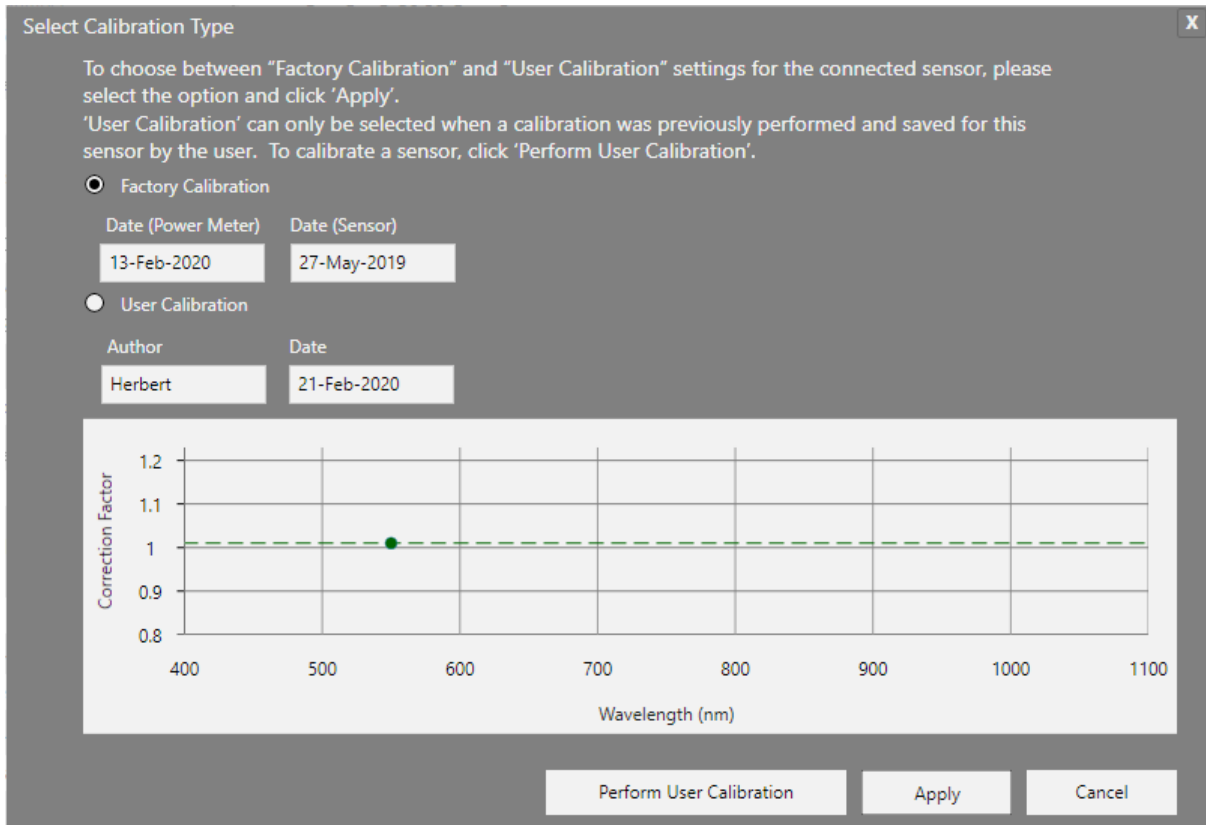 Select Calibration Type
X
To choose between “Factory Calibration” and “User Calibration” settings for the connected sensor, please
select the option and click ‘Apply’.
‘User Calibration’ can only be selected when a calibration was previously performed and saved for this
sensor by the user.  To calibrate a sensor, click ‘Perform User Calibration’.
Factory Calibration
Date (Power Meter) Date (Sensor)
13-Feb-2020 27-May-2019
User Calibration
Author Date
Herbert 21-Feb-2020
Correction Factor
1.2
1.1
1
0.9
0.8
400 500 600 700 800 900 1000 1100
Wavelength (nm)
Perform User Calibration Apply Cancel